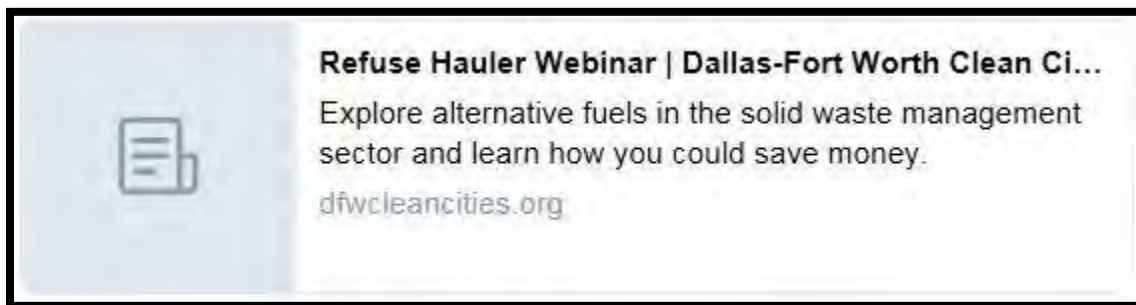 Refuse Hauler Webinar | Dallas-Fort Worth Clean Ci...
Explore alternative fuels in the solid waste management
sector and learn how you could save money.
dfwcleancities.org